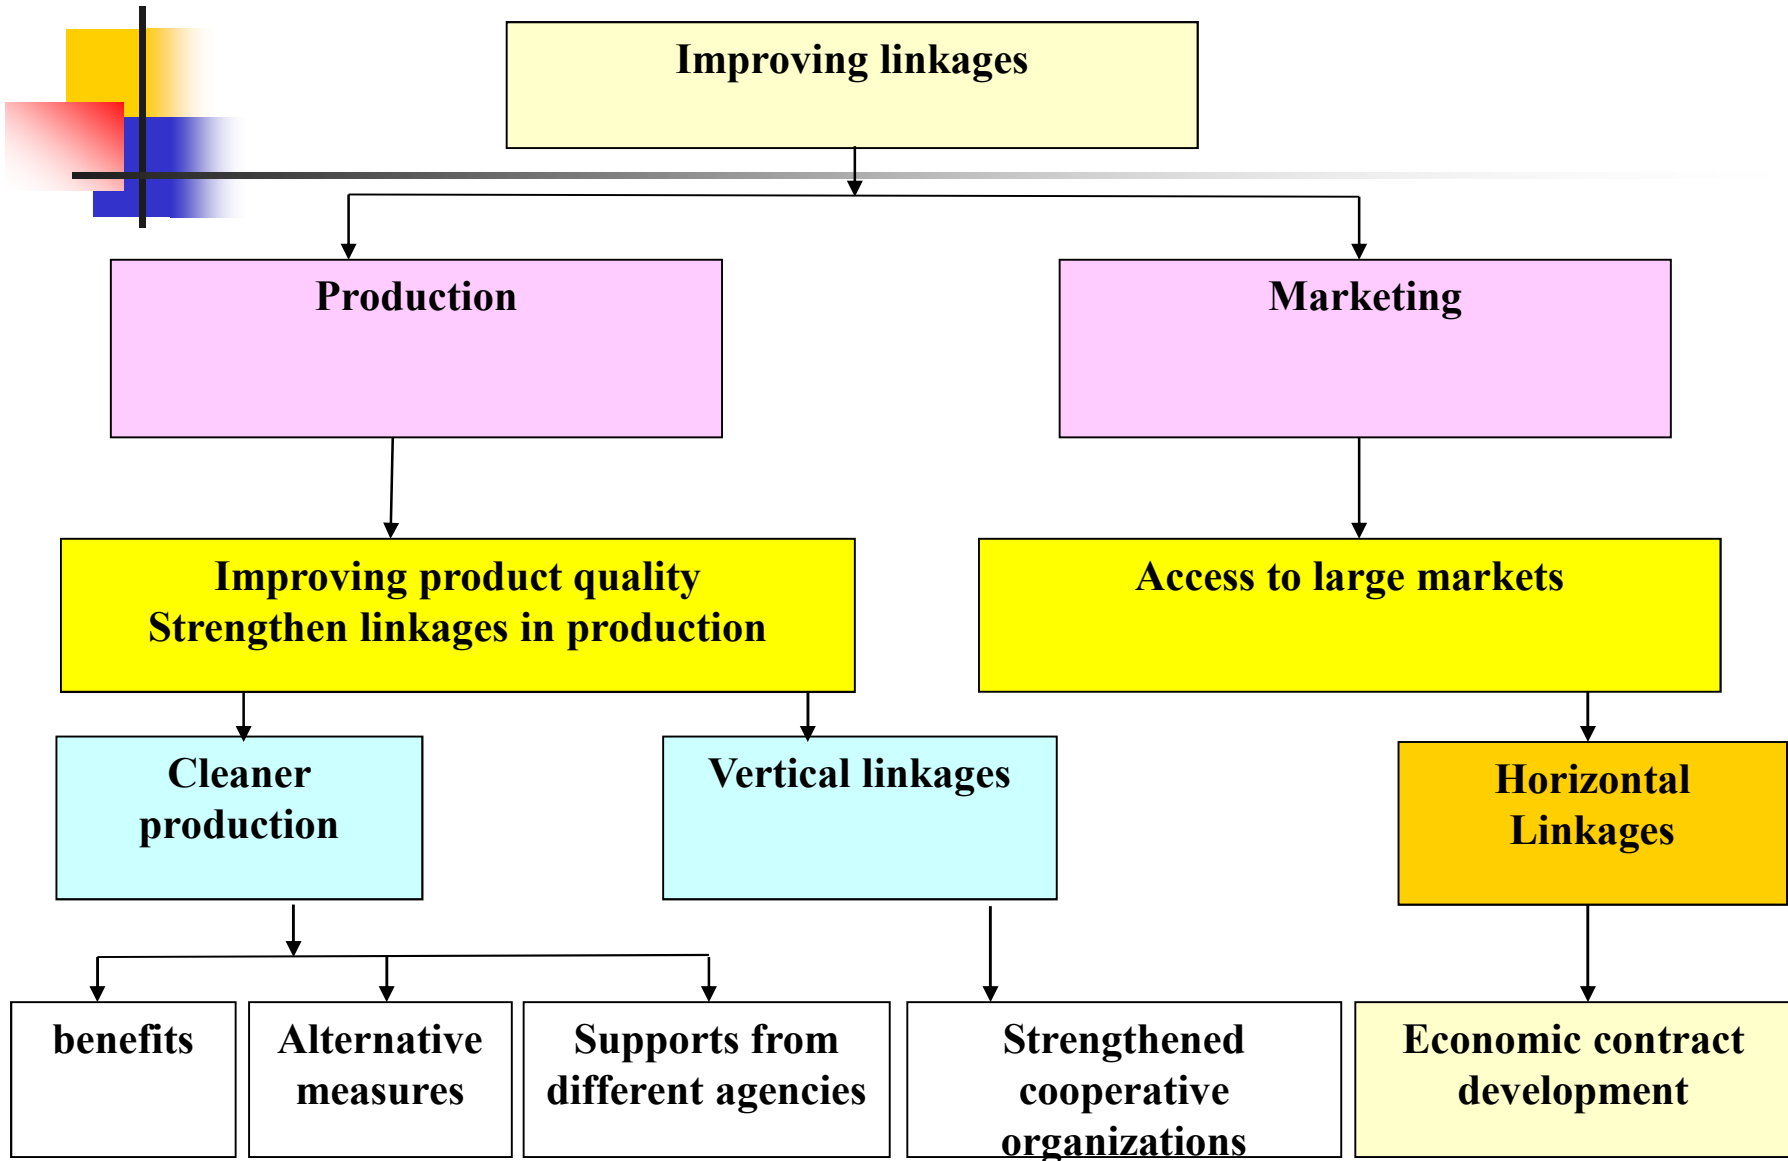 Improving linkages
Production
Marketing
Improving product quality
Strengthen linkages in production
Access to large markets
Cleaner
production
Vertical linkages
Horizontal
Linkages
benefits
Alternative
measures
Supports from
different agencies
Strengthened
cooperative
organizations
Economic contract
development